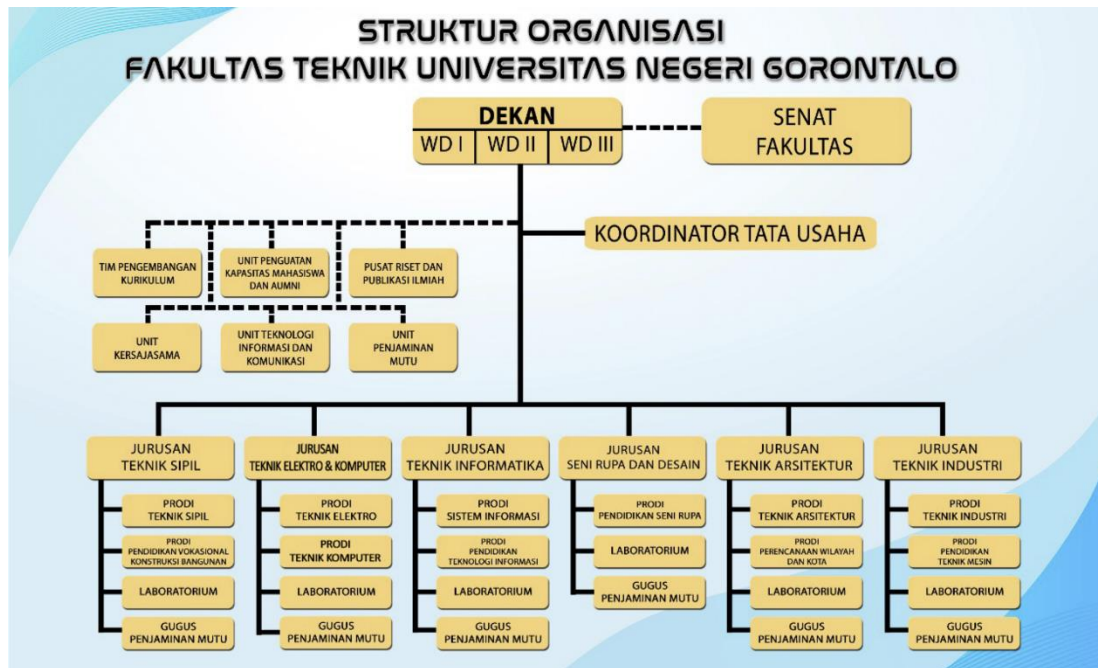 STRUKTUR ORGANISASI
FAKULTAS TEKNIK UNIVERSITAS NEGERI GORONTALO
DEKAN
WD I WD II WD III
SENAT
FAKULTAS
KOORDINATOR TATA USAHA
TIM PENGEMBANGAN
KURIKULUM
UNIT PENGUATAN
KAPASITAS MAHASISWA
DAN AUMNI
PUSAT RISET DAN
PUBLIKASI ILMIAH
UNIT
KERSAJASAMA
UNIT TEKNOLOGI
INFORMASI DAN
KOMUNIKASI
UNIT
PENJAMINAN
MUTU
JURUSAN
TEKNIK SIPIL
PRODI
TEKNIK SIPIL
PRODI
PENDIDIKAN VOKASIONAL
KONSTRUKSI BANGUNAN
LABORATORIUM
GUGUS
PENJAMINAN MUTU
JURUSAN
TEKNIK ELEKTRO & KOMPUTER
PRODI
TEKNIK ELEKTRO
PRODI
TEKNIK KOMPUTER
LABORATORIUM
GUGUS
PENJAMINAN MUTU
JURUSAN
TEKNIK INFORMATIKA
PRODI
SISTEM INFORMASI
PRODI
PENDIDIKAN
TEKNOLOGI INFORMASI
LABORATORIUM
GUGUS
PENJAMINAN MUTU
JURUSAN
SENI RUPA DAN DESAIN
PRODI
PENDIDIKAN SENI RUPA
LABORATORIUM
GUGUS
PENJAMINAN MUTU
JURUSAN
TEKNIK ARSITEKTUR
PRODI
TEKNIK ARSITEKTUR
PRODI
PERENCANAAN WILAYAH
DAN KOTA
LABORATORIUM
GUGUS
PENJAMINAN MUTU
JURUSAN
TEKNIK INDUSTRI
PRODI
TEKNIK INDUSTRI
PRODI
PENDIDIKAN
TEKNIK MESIN
LABORATORIUM
GUGUS
PENJAMINAN MUTU